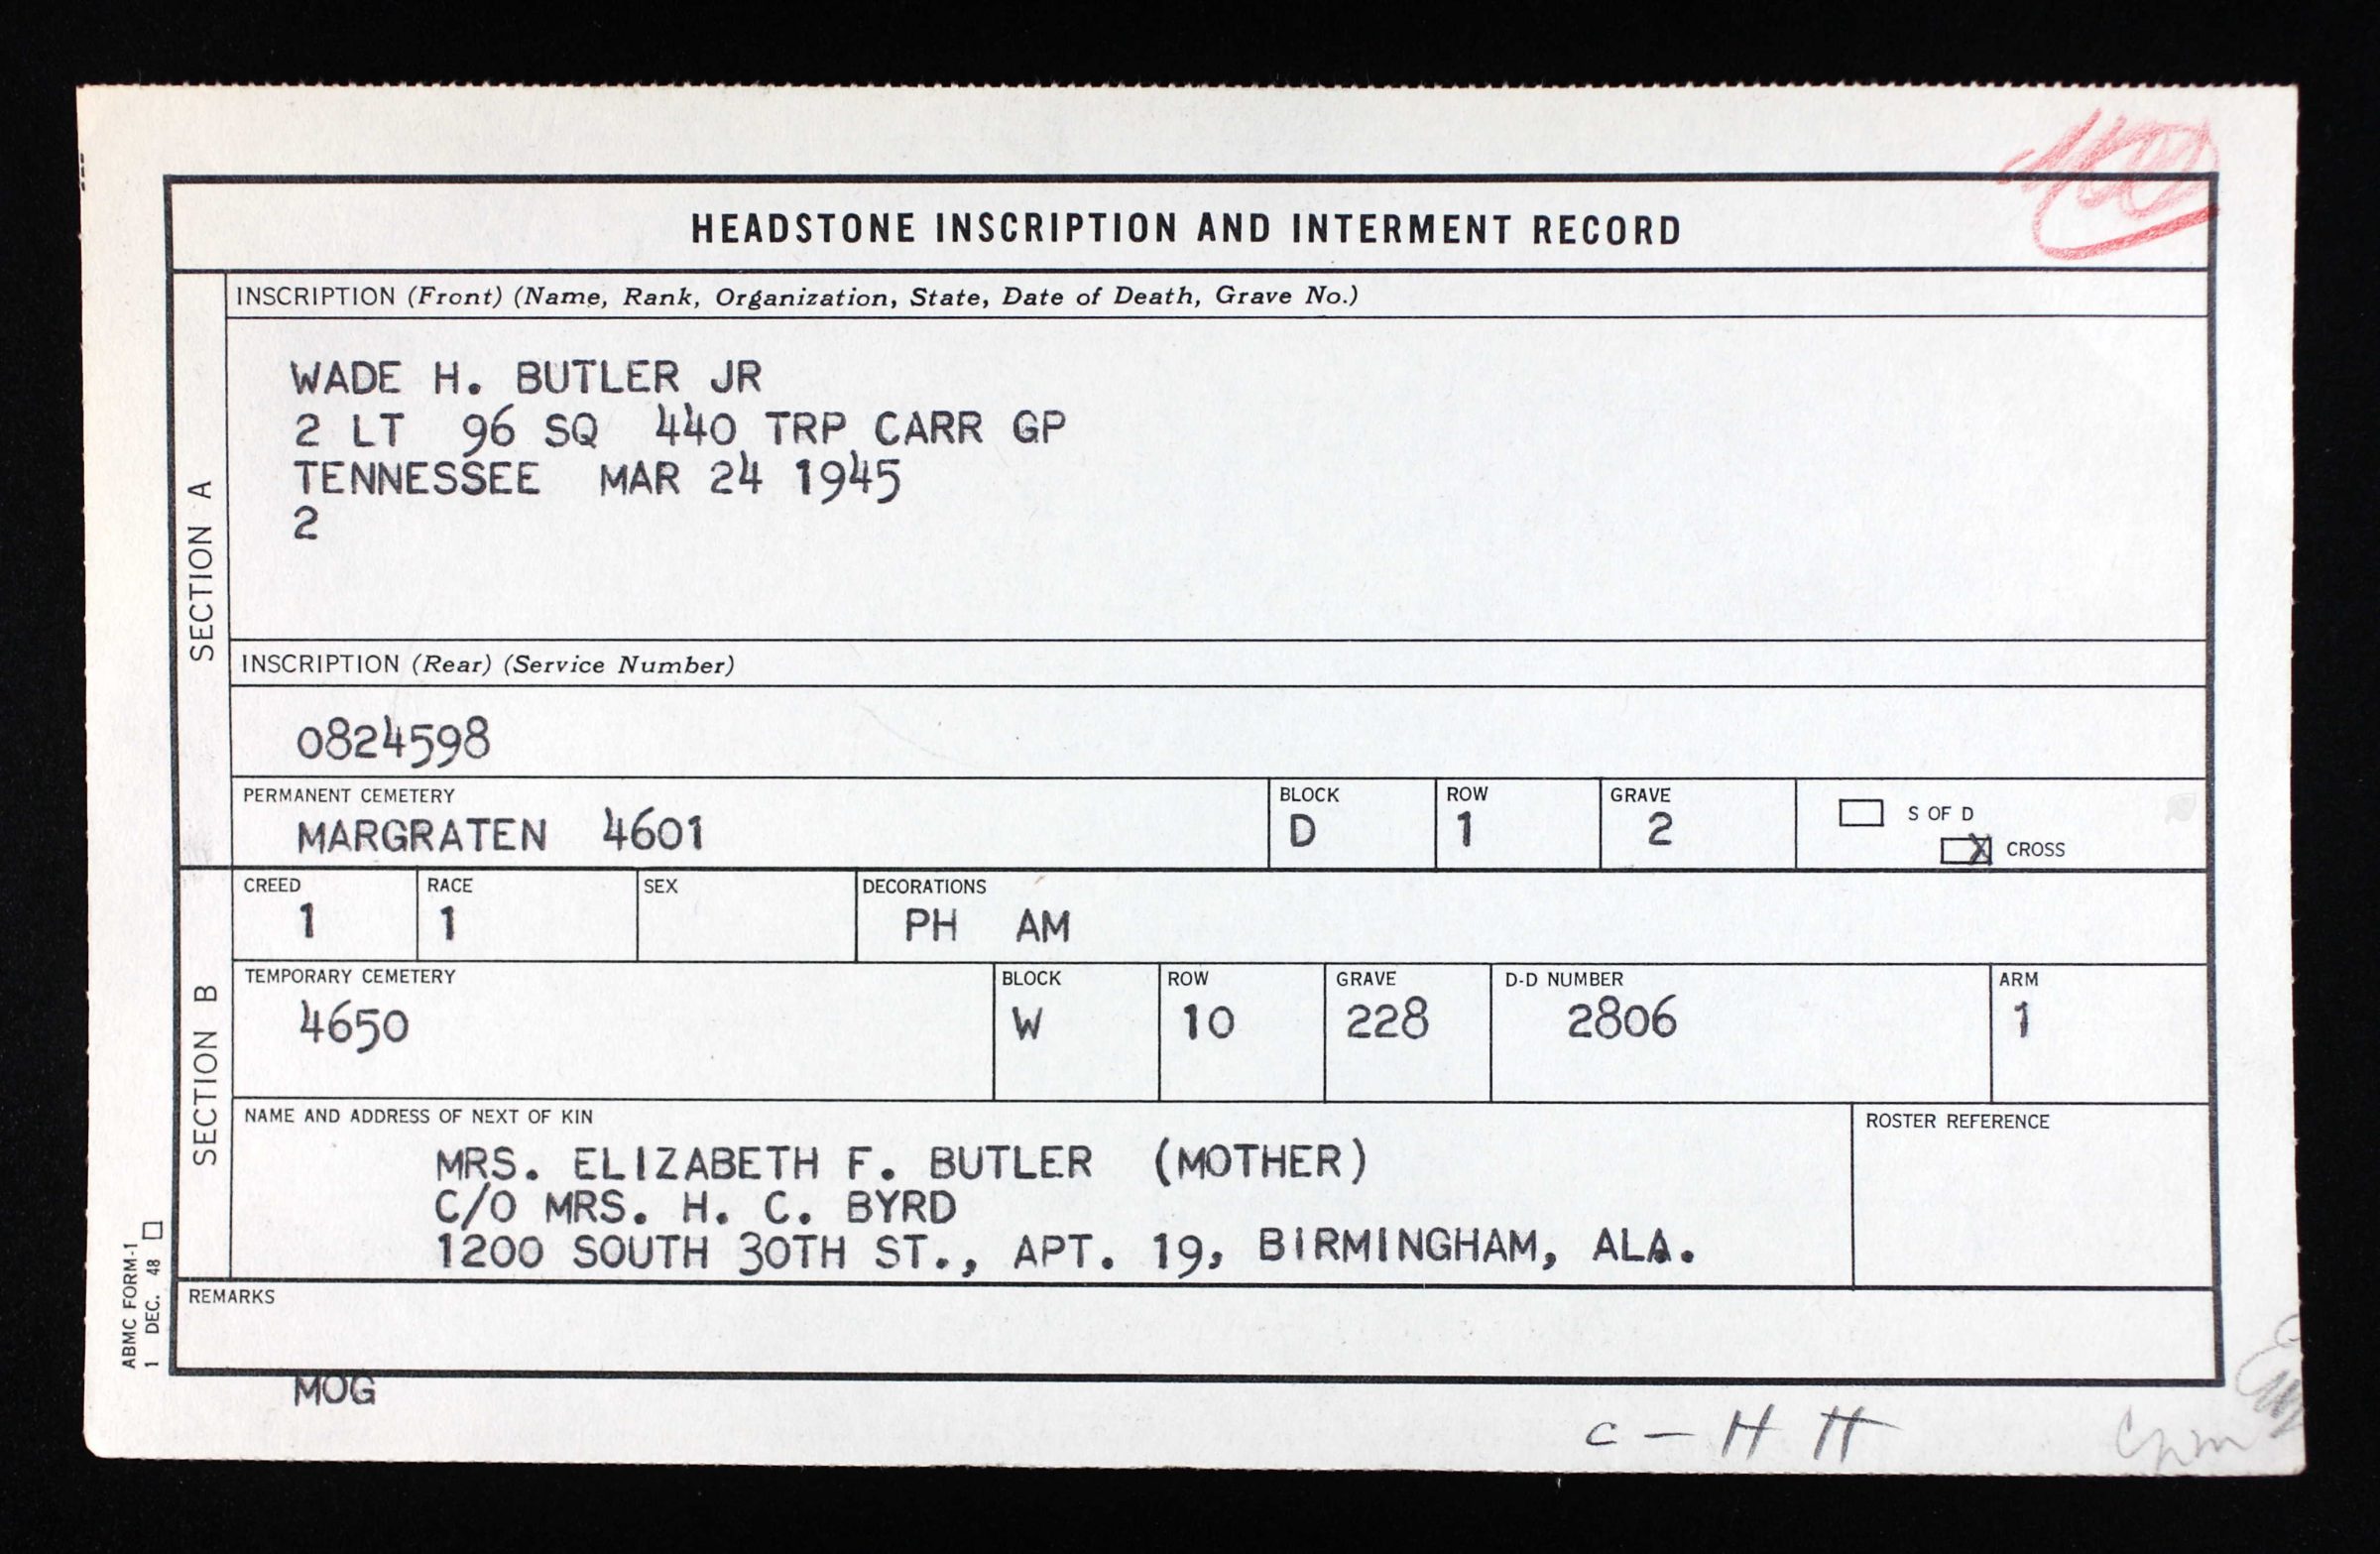 HEADSTONE INSCRIPTION AND INTERMENT RECORD
SECTION A
INSCRIPTION (Front) (Name, Rank, Organization, State, Date of Death, Grave No.)
WADE H. BUTLER JR
2 LT 96 SQ 440 TRP CARR GP
TENNESSEE MAR 24 1945
2
INSCRIPTION (Rear) (Service Number)
0824598
PERMANENT CEMETERY BLOCK ROW GRAVE
MARGRATEN 4601 D 1 2
S OF D
X CROSS
SECTION B
CREED RACE SEX DECORATIONS
1 1 PH AM
TEMPORARY CEMETERY BLOCK ROW GRAVE D-D NUMBER ARM
4650 W 10 228 2806 1
NAME AND ADDRESS OF NEXT OF KIN ROSTER REFERENCE
MRS. ELIZABETH F. BUTLER (MOTHER)
C/O MRS. H. C. BYRD
1200 SOUTH 30TH ST., APT. 19, BIRMINGHAM, ALA.
REMARKS
ABMC FORM-1
1 DEC. 48
MOG
C - H H